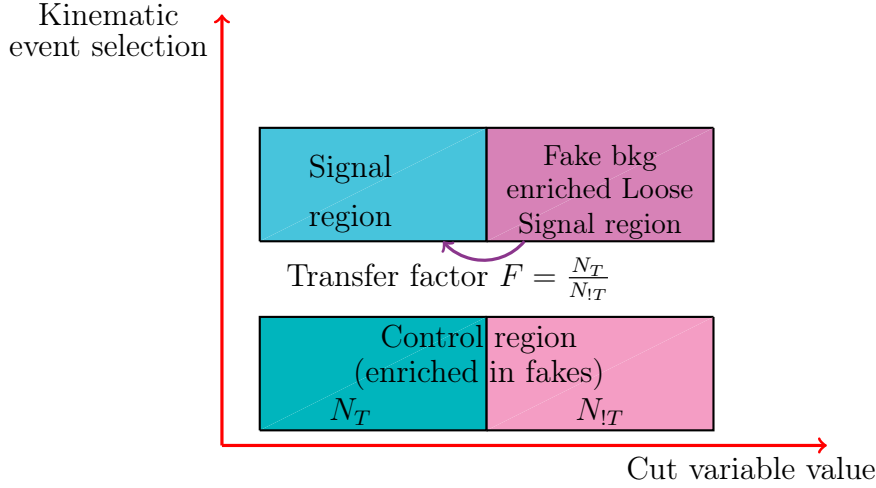 Kinematic
event selection
Signal
region
Fake bkg
enriched Loose
Signal region
Transfer factor $F = \frac{N_T}{N_{!T}}$
Control region
(enriched in fakes)
$N_T$
$N_{!T}$
Cut variable value